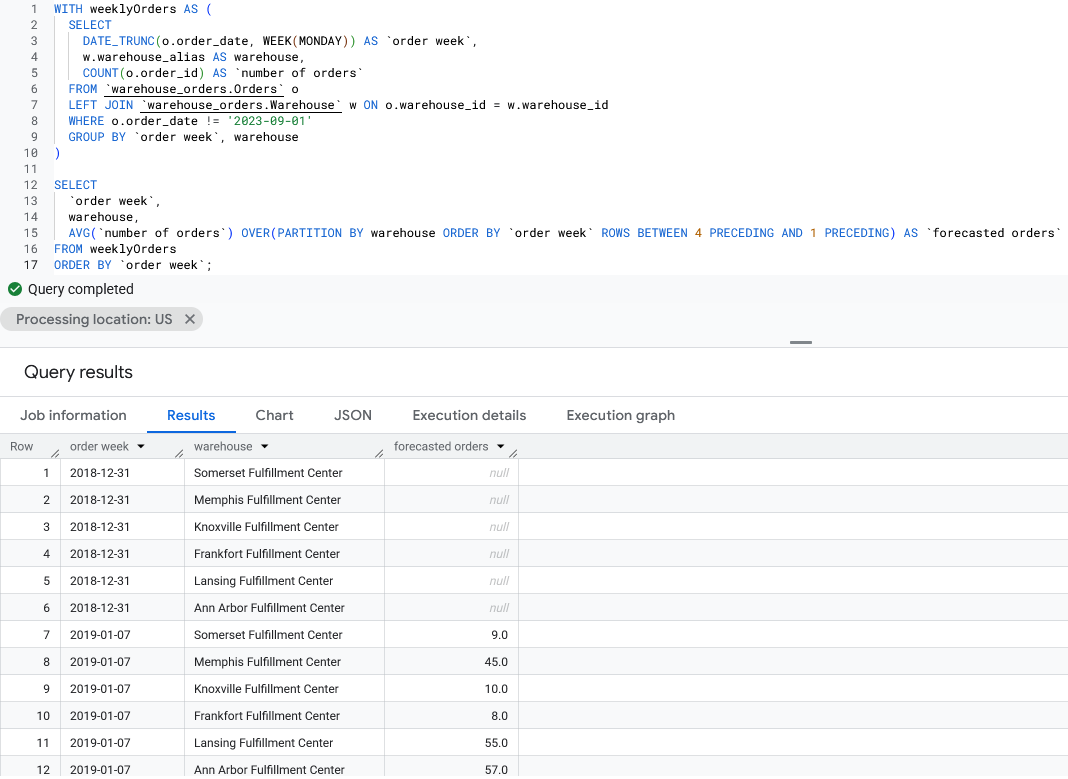 1 WITH weeklyOrders AS (
2 SELECT
3 DATE_TRUNC(o.order_date, WEEK(MONDAY)) AS `order week`,
4 w.warehouse_alias AS warehouse,
5 COUNT(o.order_id) AS `number of orders`
6 FROM `warehouse_orders.Orders` o
7 LEFT JOIN `warehouse_orders.Warehouse` w ON o.warehouse_id = w.warehouse_id
8 WHERE o.order_date != '2023-09-01'
9 GROUP BY `order week`, warehouse
10 )
11
12 SELECT
13 `order week`,
14 warehouse,
15 AVG(`number of orders`) OVER(PARTITION BY warehouse ORDER BY `order week` ROWS BETWEEN 4 PRECEDING AND 1 PRECEDING) AS `forecasted orders`
16 FROM weeklyOrders
17 ORDER BY `order week`;
Query completed
Processing location: US
Query results
Job information Results Chart JSON Execution details Execution graph
Row order week warehouse forecasted orders
1 2018-12-31 Somerset Fulfillment Center null
2 2018-12-31 Memphis Fulfillment Center null
3 2018-12-31 Knoxville Fulfillment Center null
4 2018-12-31 Frankfort Fulfillment Center null
5 2018-12-31 Lansing Fulfillment Center null
6 2018-12-31 Ann Arbor Fulfillment Center null
7 2019-01-07 Somerset Fulfillment Center 9.0
8 2019-01-07 Memphis Fulfillment Center 45.0
9 2019-01-07 Knoxville Fulfillment Center 10.0
10 2019-01-07 Frankfort Fulfillment Center 8.0
11 2019-01-07 Lansing Fulfillment Center 55.0
12 2019-01-07 Ann Arbor Fulfillment Center 57.0